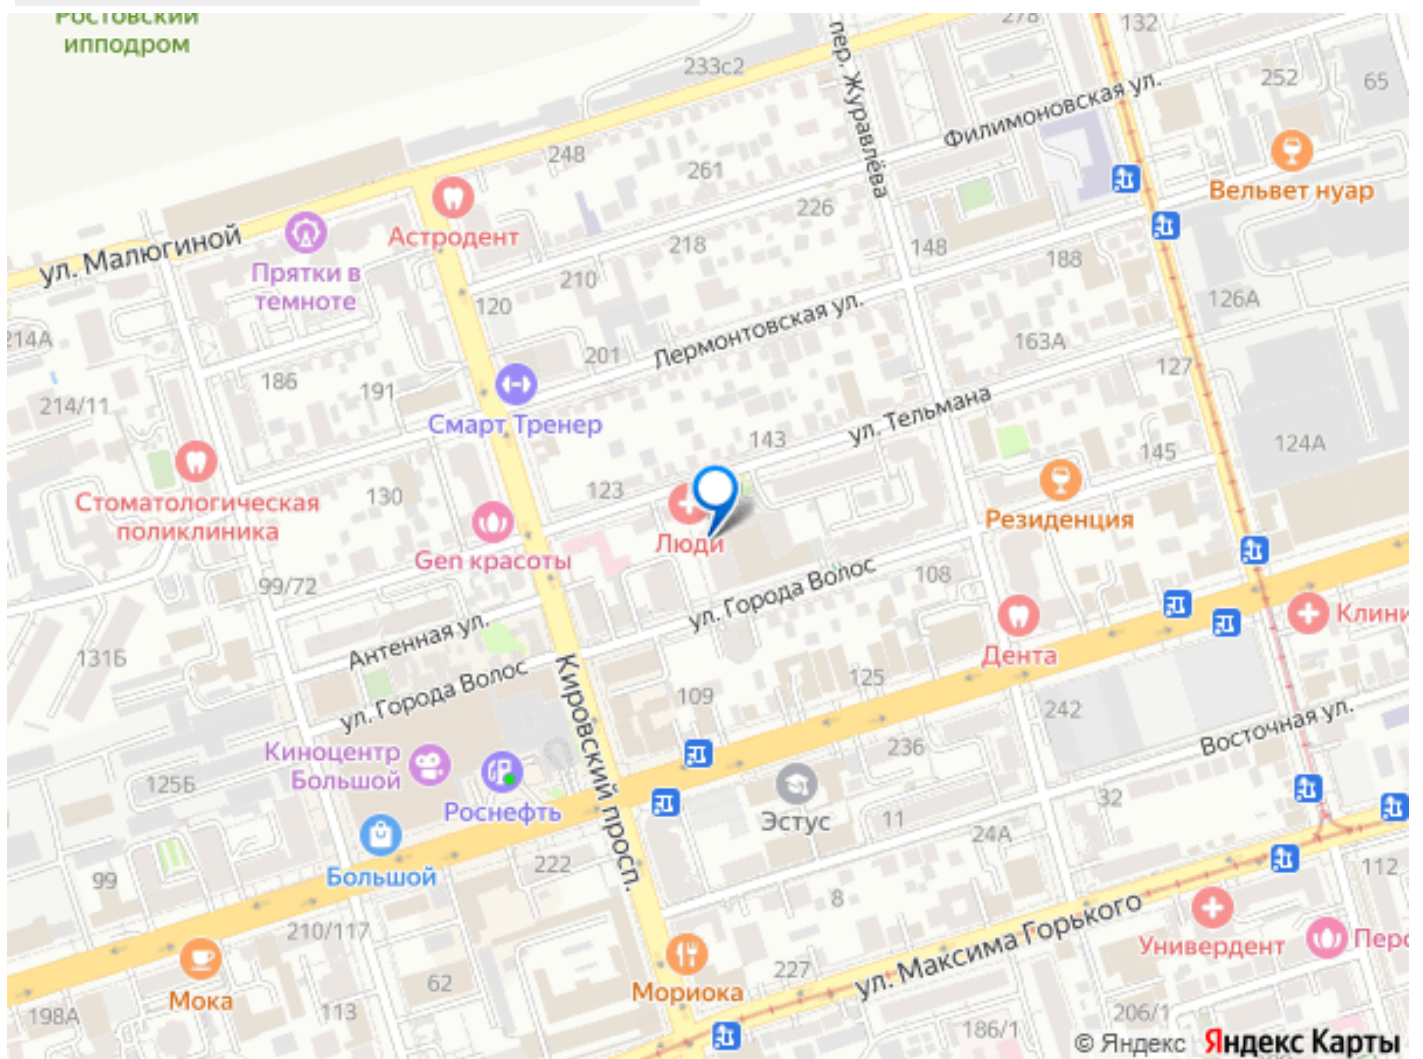 Ростовский
ипподром
278
132
233с2
пер. Журавлёва
Филимоновская ул.
252
65
248
261
Вельвет нуар
226
Астродент
ул. Малюгиной
218
148
188
Прятки в
темноте
210
120
126А
214А
Лермонтовская ул.
201
163А
127
186
191
214/11
Смарт Тренер
ул. Тельмана
143
124А
145
123
130
Стоматологическая
поликлиника
Резиденция
Люди
Gen красоты
99/72
ул. Города Волос
108
Клини
Антенная ул.
131Б
Дента
125
ул. Города Волос
109
Кировский просп.
242
Восточная ул.
Киноцентр
Большой
236
125Б
Роснефть
32
Эстус
11
24А
222
Большой
99
112
8
ул. Максима Горького
210/117
Универдент
Перс
227
62
Мориока
Мока
113
198А
206/1
186/1
© Яндекс Яндекс Карты